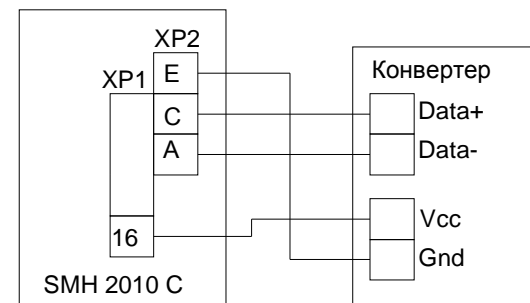 XP2
XP1
E
C
A
16
SMH 2010 C
Конвертер
Data+
Data-
Vcc
Gnd